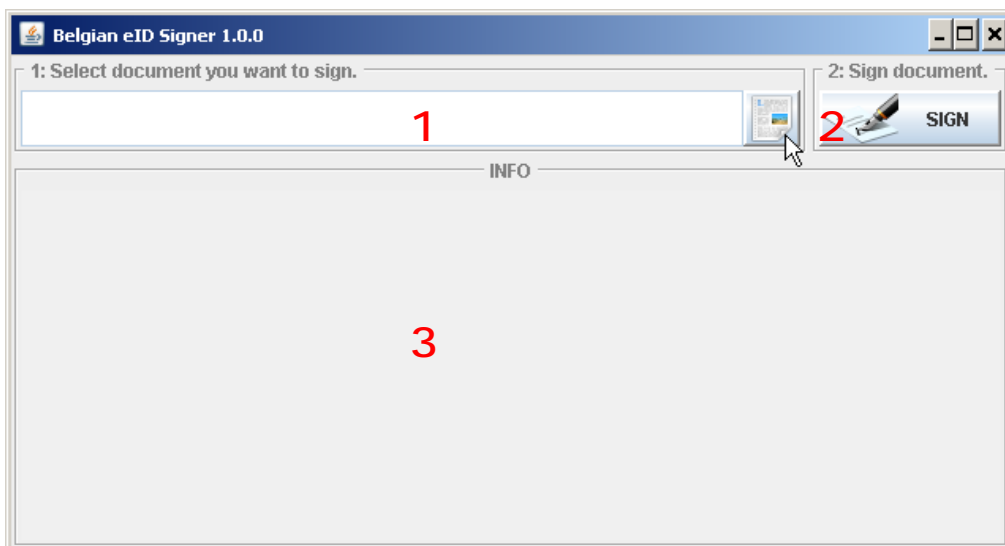 Belgian eID Signer 1.0.0
1: Select document you want to sign.
2: Sign document.
1
2
SIGN
INFO
3